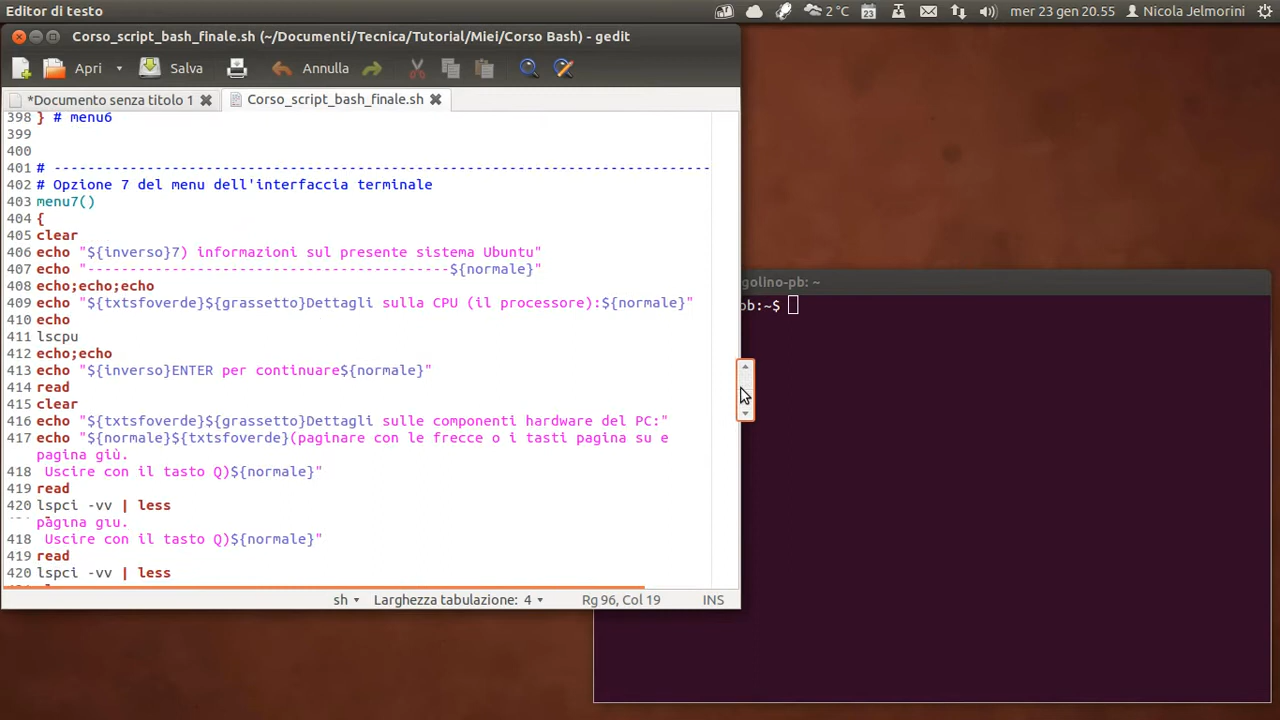 Editor di testo
2 °C
23
mer 23 gen 20.55
Nicola Jelmorini
Corso_script_bash_finale.sh (~/Documenti/Tecnica/Tutorial/Miei/Corso Bash) - gedit
Apri
Salva
Annulla
*Documento senza titolo 1
Corso_script_bash_finale.sh
398 } # menu6
399
400
401 # ------------------------------------------------------------------------------
402 # Opzione 7 del menu dell'interfaccia terminale
403 menu7()
404 {
405 clear
406 echo "${inverso}7) informazioni sul presente sistema Ubuntu"
407 echo "-------------------------------------------${normale}"
408 echo;echo;echo
409 echo "${txtsfoverde}${grassetto}Dettagli sulla CPU (il processore):${normale}"
410 echo
411 lscpu
412 echo;echo
413 echo "${inverso}ENTER per continuare${normale}"
414 read
415 clear
416 echo "${txtsfoverde}${grassetto}Dettagli sulle componenti hardware del PC:"
417 echo "${normale}${txtsfoverde}(paginare con le frecce o i tasti pagina su e
pagina giù.
418 Uscire con il tasto Q)${normale}"
419 read
420 lspci -vv | less
pagina giù.
418 Uscire con il tasto Q)${normale}"
419 read
420 lspci -vv | less
sh
Larghezza tabulazione: 4
Rg 96, Col 19
INS
golino-pb: ~
pb:~$